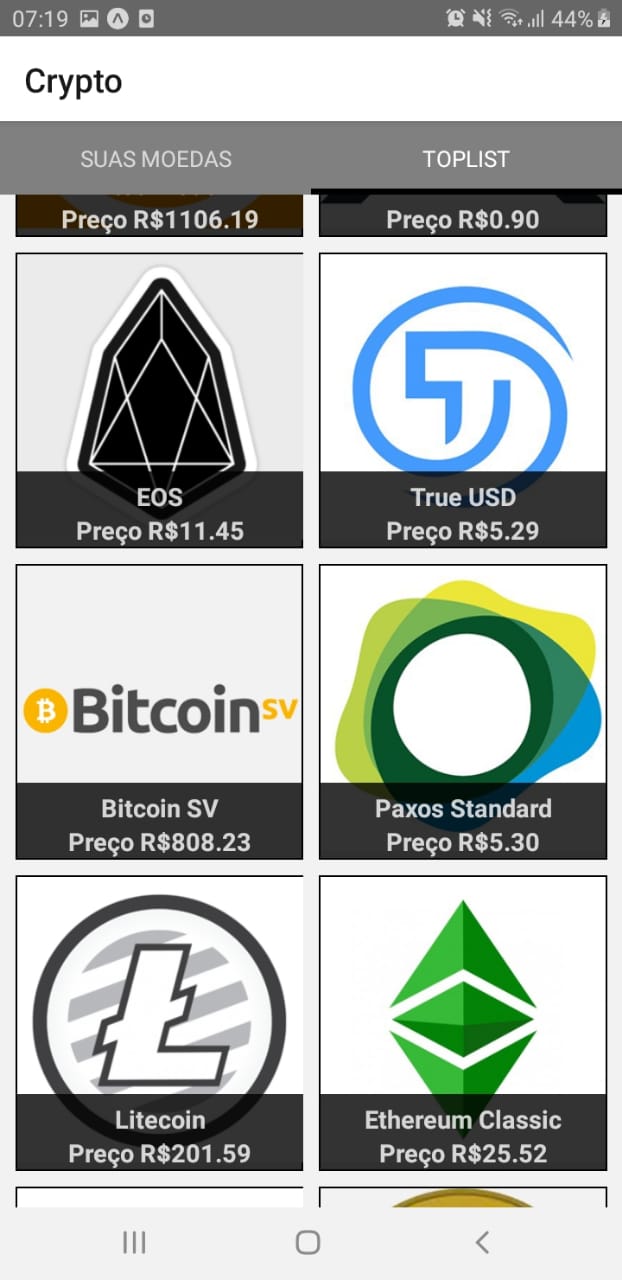 07:19 44%
Crypto
SUAS MOEDAS TOPLIST
Preço R$1106.19 Preço R$0.90
EOS True USD
Preço R$11.45 Preço R$5.29
Bitcoin SV
Bitcoin SV Paxos Standard
Preço R$808.23 Preço R$5.30
Litecoin Ethereum Classic
Preço R$201.59 Preço R$25.52